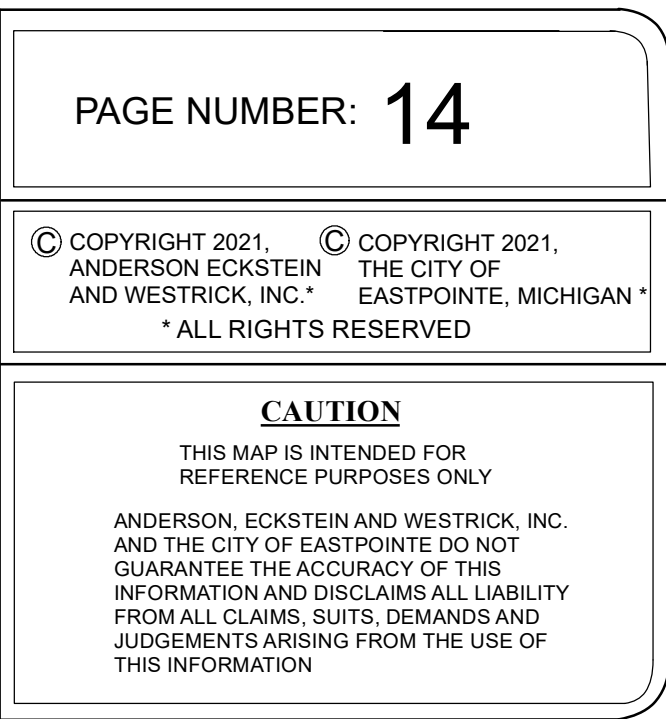 PAGE NUMBER: 14
© COPYRIGHT 2021,
ANDERSON ECKSTEIN
AND WESTRICK, INC.*
© COPYRIGHT 2021,
THE CITY OF
EASTPOINTE, MICHIGAN *
* ALL RIGHTS RESERVED
CAUTION
THIS MAP IS INTENDED FOR
REFERENCE PURPOSES ONLY
ANDERSON, ECKSTEIN AND WESTRICK, INC.
AND THE CITY OF EASTPOINTE DO NOT
GUARANTEE THE ACCURACY OF THIS
INFORMATION AND DISCLAIMS ALL LIABILITY
FROM ALL CLAIMS, SUITS, DEMANDS AND
JUDGEMENTS ARISING FROM THE USE OF
THIS INFORMATION